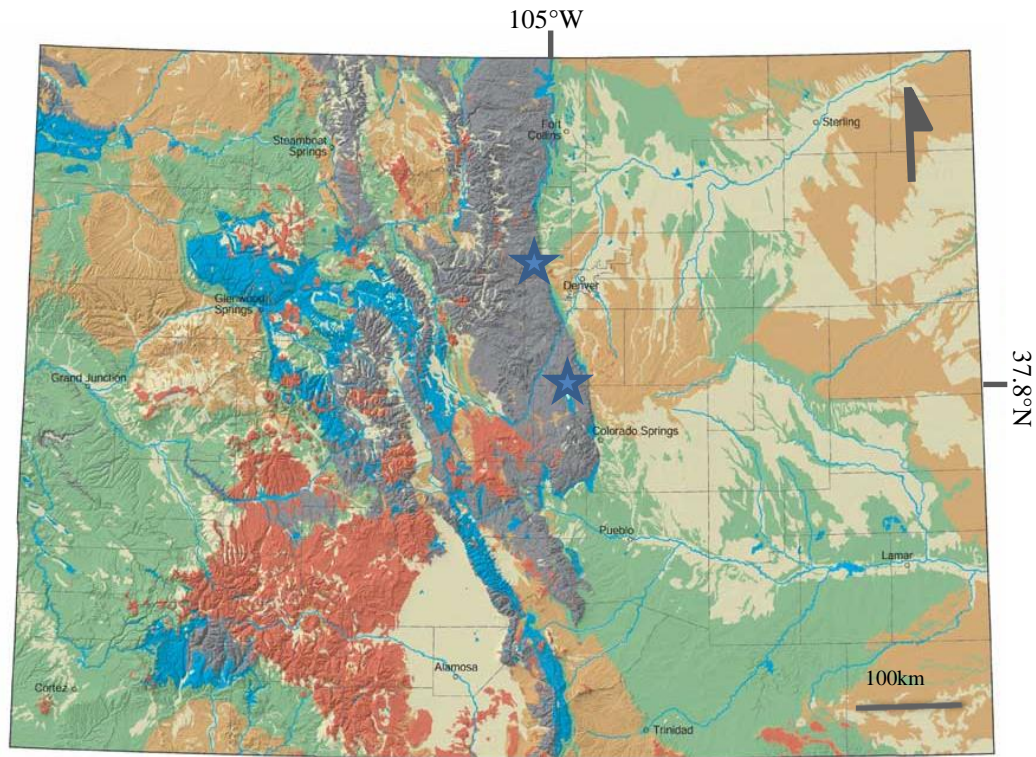 105°W
Fort
Collins
Sterling
Steamboat
Springs
Denver
Glenwood
Springs
Grand Junction
37.8°N
Colorado Springs
Pueblo
Lamar
Alamosa
Cortez
100km
Trinidad